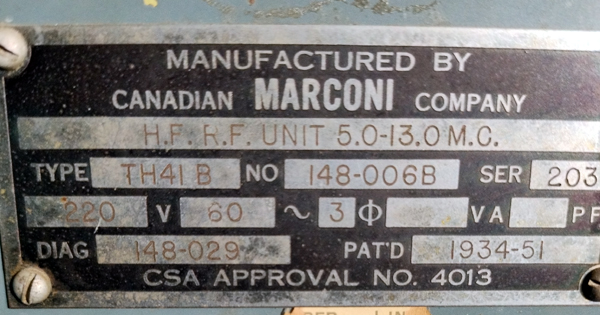 MANUFACTURED BY
CANADIAN MARCONI COMPANY
H.F. R.F. UNIT 5.0-13.0 M.C.
TYPE TH41 B NO 148-006B SER 203
220 V 60 ~ 3 Φ VA PF
DIAG 148-029 PAT'D 1934-51
CSA APPROVAL NO. 4013